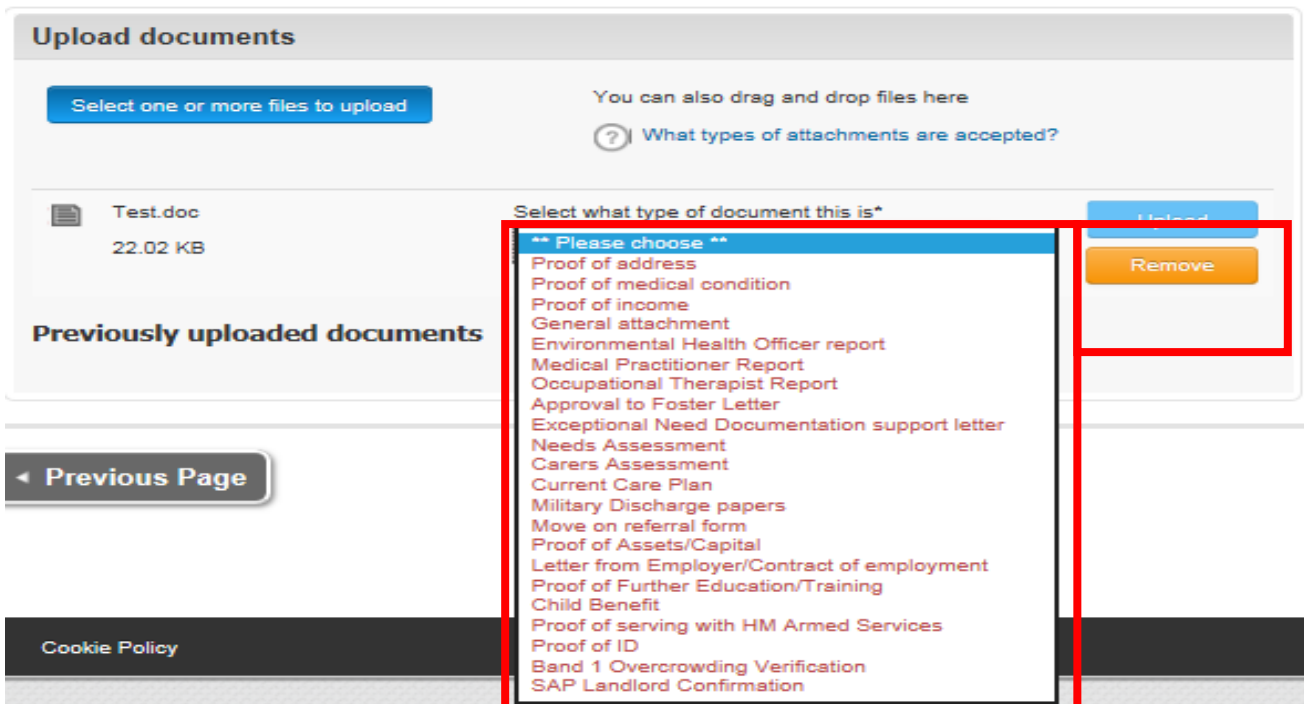 Upload documents
Select one or more files to upload
You can also drag and drop files here
? What types of attachments are accepted?
Test.doc
22.02 KB
Select what type of document this is*
Upload
Remove
** Please choose **
Proof of address
Proof of medical condition
Proof of income
General attachment
Environmental Health Officer report
Medical Practitioner Report
Occupational Therapist Report
Approval to Foster Letter
Exceptional Need Documentation support letter
Needs Assessment
Carers Assessment
Current Care Plan
Military Discharge papers
Move on referral form
Proof of Assets/Capital
Letter from Employer/Contract of employment
Proof of Further Education/Training
Child Benefit
Proof of serving with HM Armed Services
Proof of ID
Band 1 Overcrowding Verification
SAP Landlord Confirmation
Previously uploaded documents
Previous Page
Cookie Policy